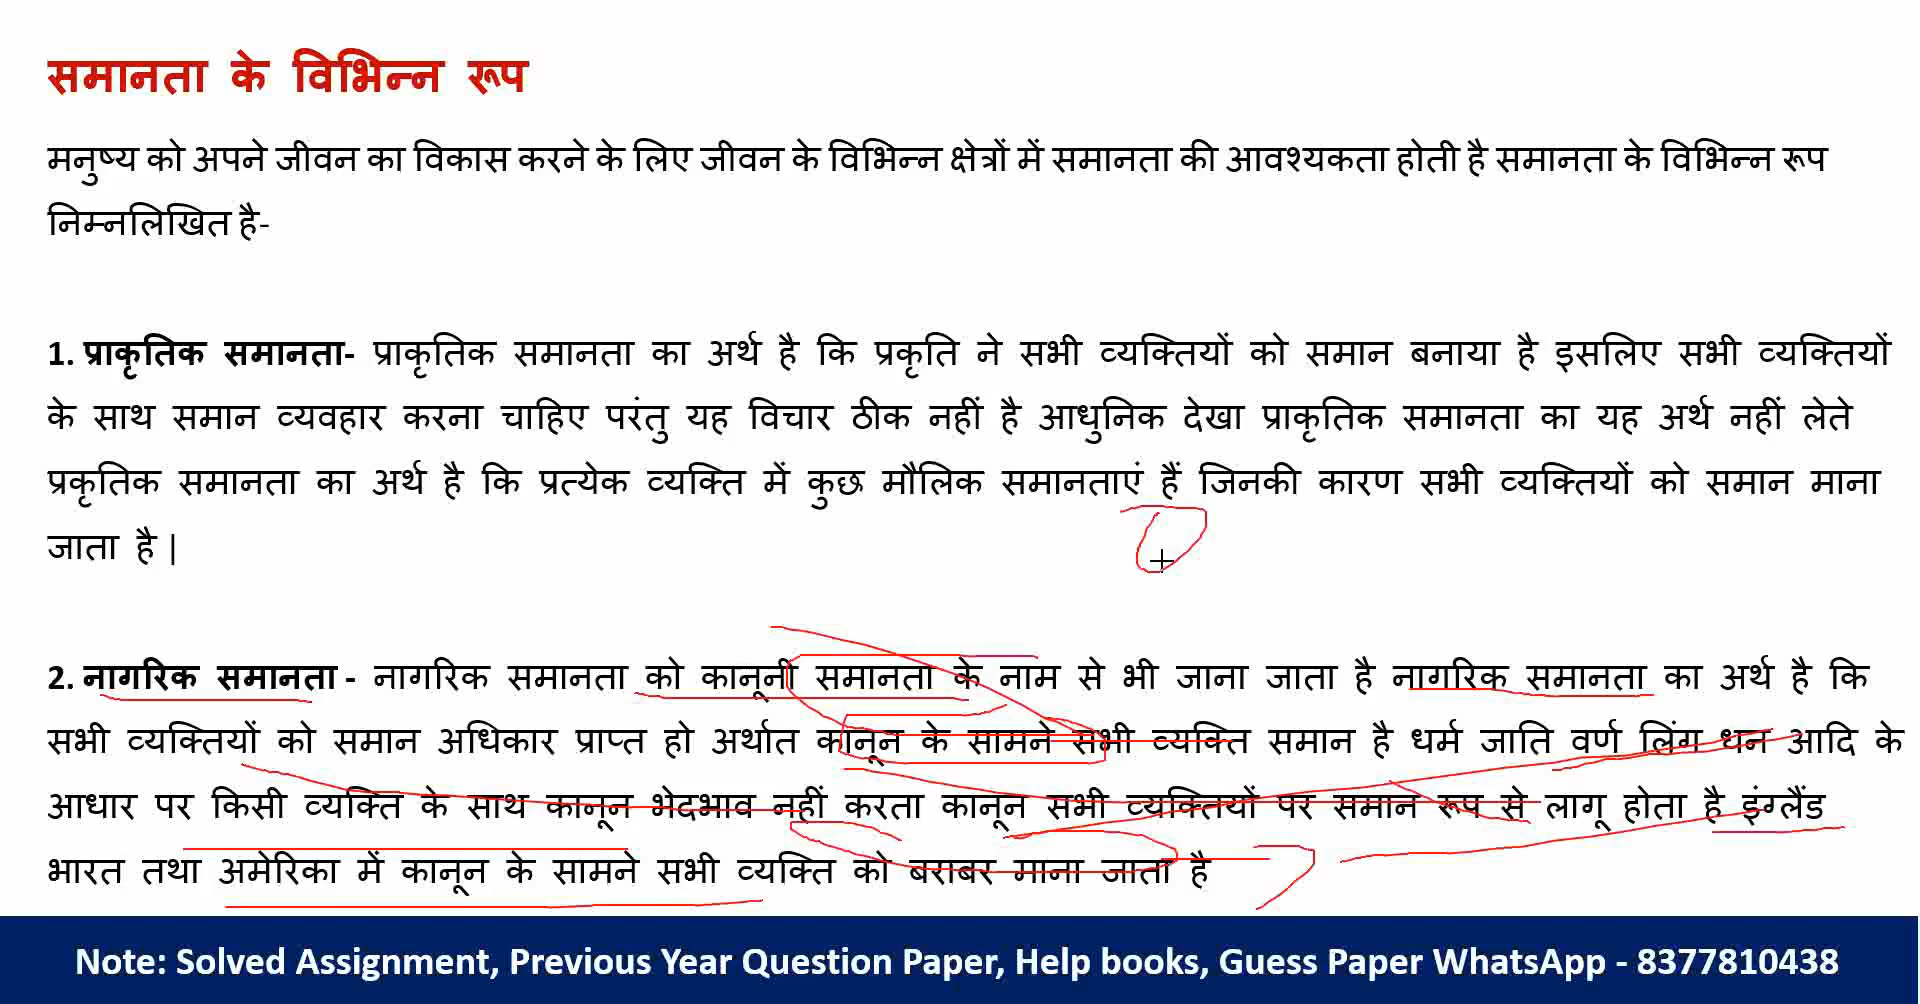 समानता के विभिन्न रूप
मनुष्य को अपने जीवन का विकास करने के लिए जीवन के विभिन्न क्षेत्रों में समानता की आवश्यकता होती है समानता के विभिन्न रूप
निम्नलिखित है-
1. प्राकृतिक समानता- प्राकृतिक समानता का अर्थ है कि प्रकृति ने सभी व्यक्तियों को समान बनाया है इसलिए सभी व्यक्तियों
के साथ समान व्यवहार करना चाहिए परंतु यह विचार ठीक नहीं है आधुनिक देखा प्राकृतिक समानता का यह अर्थ नहीं लेते
प्रकृतिक समानता का अर्थ है कि प्रत्येक व्यक्ति में कुछ मौलिक समानताएं हैं जिनकी कारण सभी व्यक्तियों को समान माना
जाता है |
2. नागरिक समानता - नागरिक समानता को कानूनी समानता के नाम से भी जाना जाता है नागरिक समानता का अर्थ है कि
सभी व्यक्तियों को समान अधिकार प्राप्त हो अर्थात कानून के सामने सभी व्यक्ति समान है धर्म जाति वर्ण लिंग धन आदि के
आधार पर किसी व्यक्ति के साथ कानून भेदभाव नहीं करता कानून सभी व्यक्तियों पर समान रूप से लागू होता है इंग्लैंड
भारत तथा अमेरिका में कानून के सामने सभी व्यक्ति को बराबर माना जाता है
Note: Solved Assignment, Previous Year Question Paper, Help books, Guess Paper WhatsApp - 8377810438